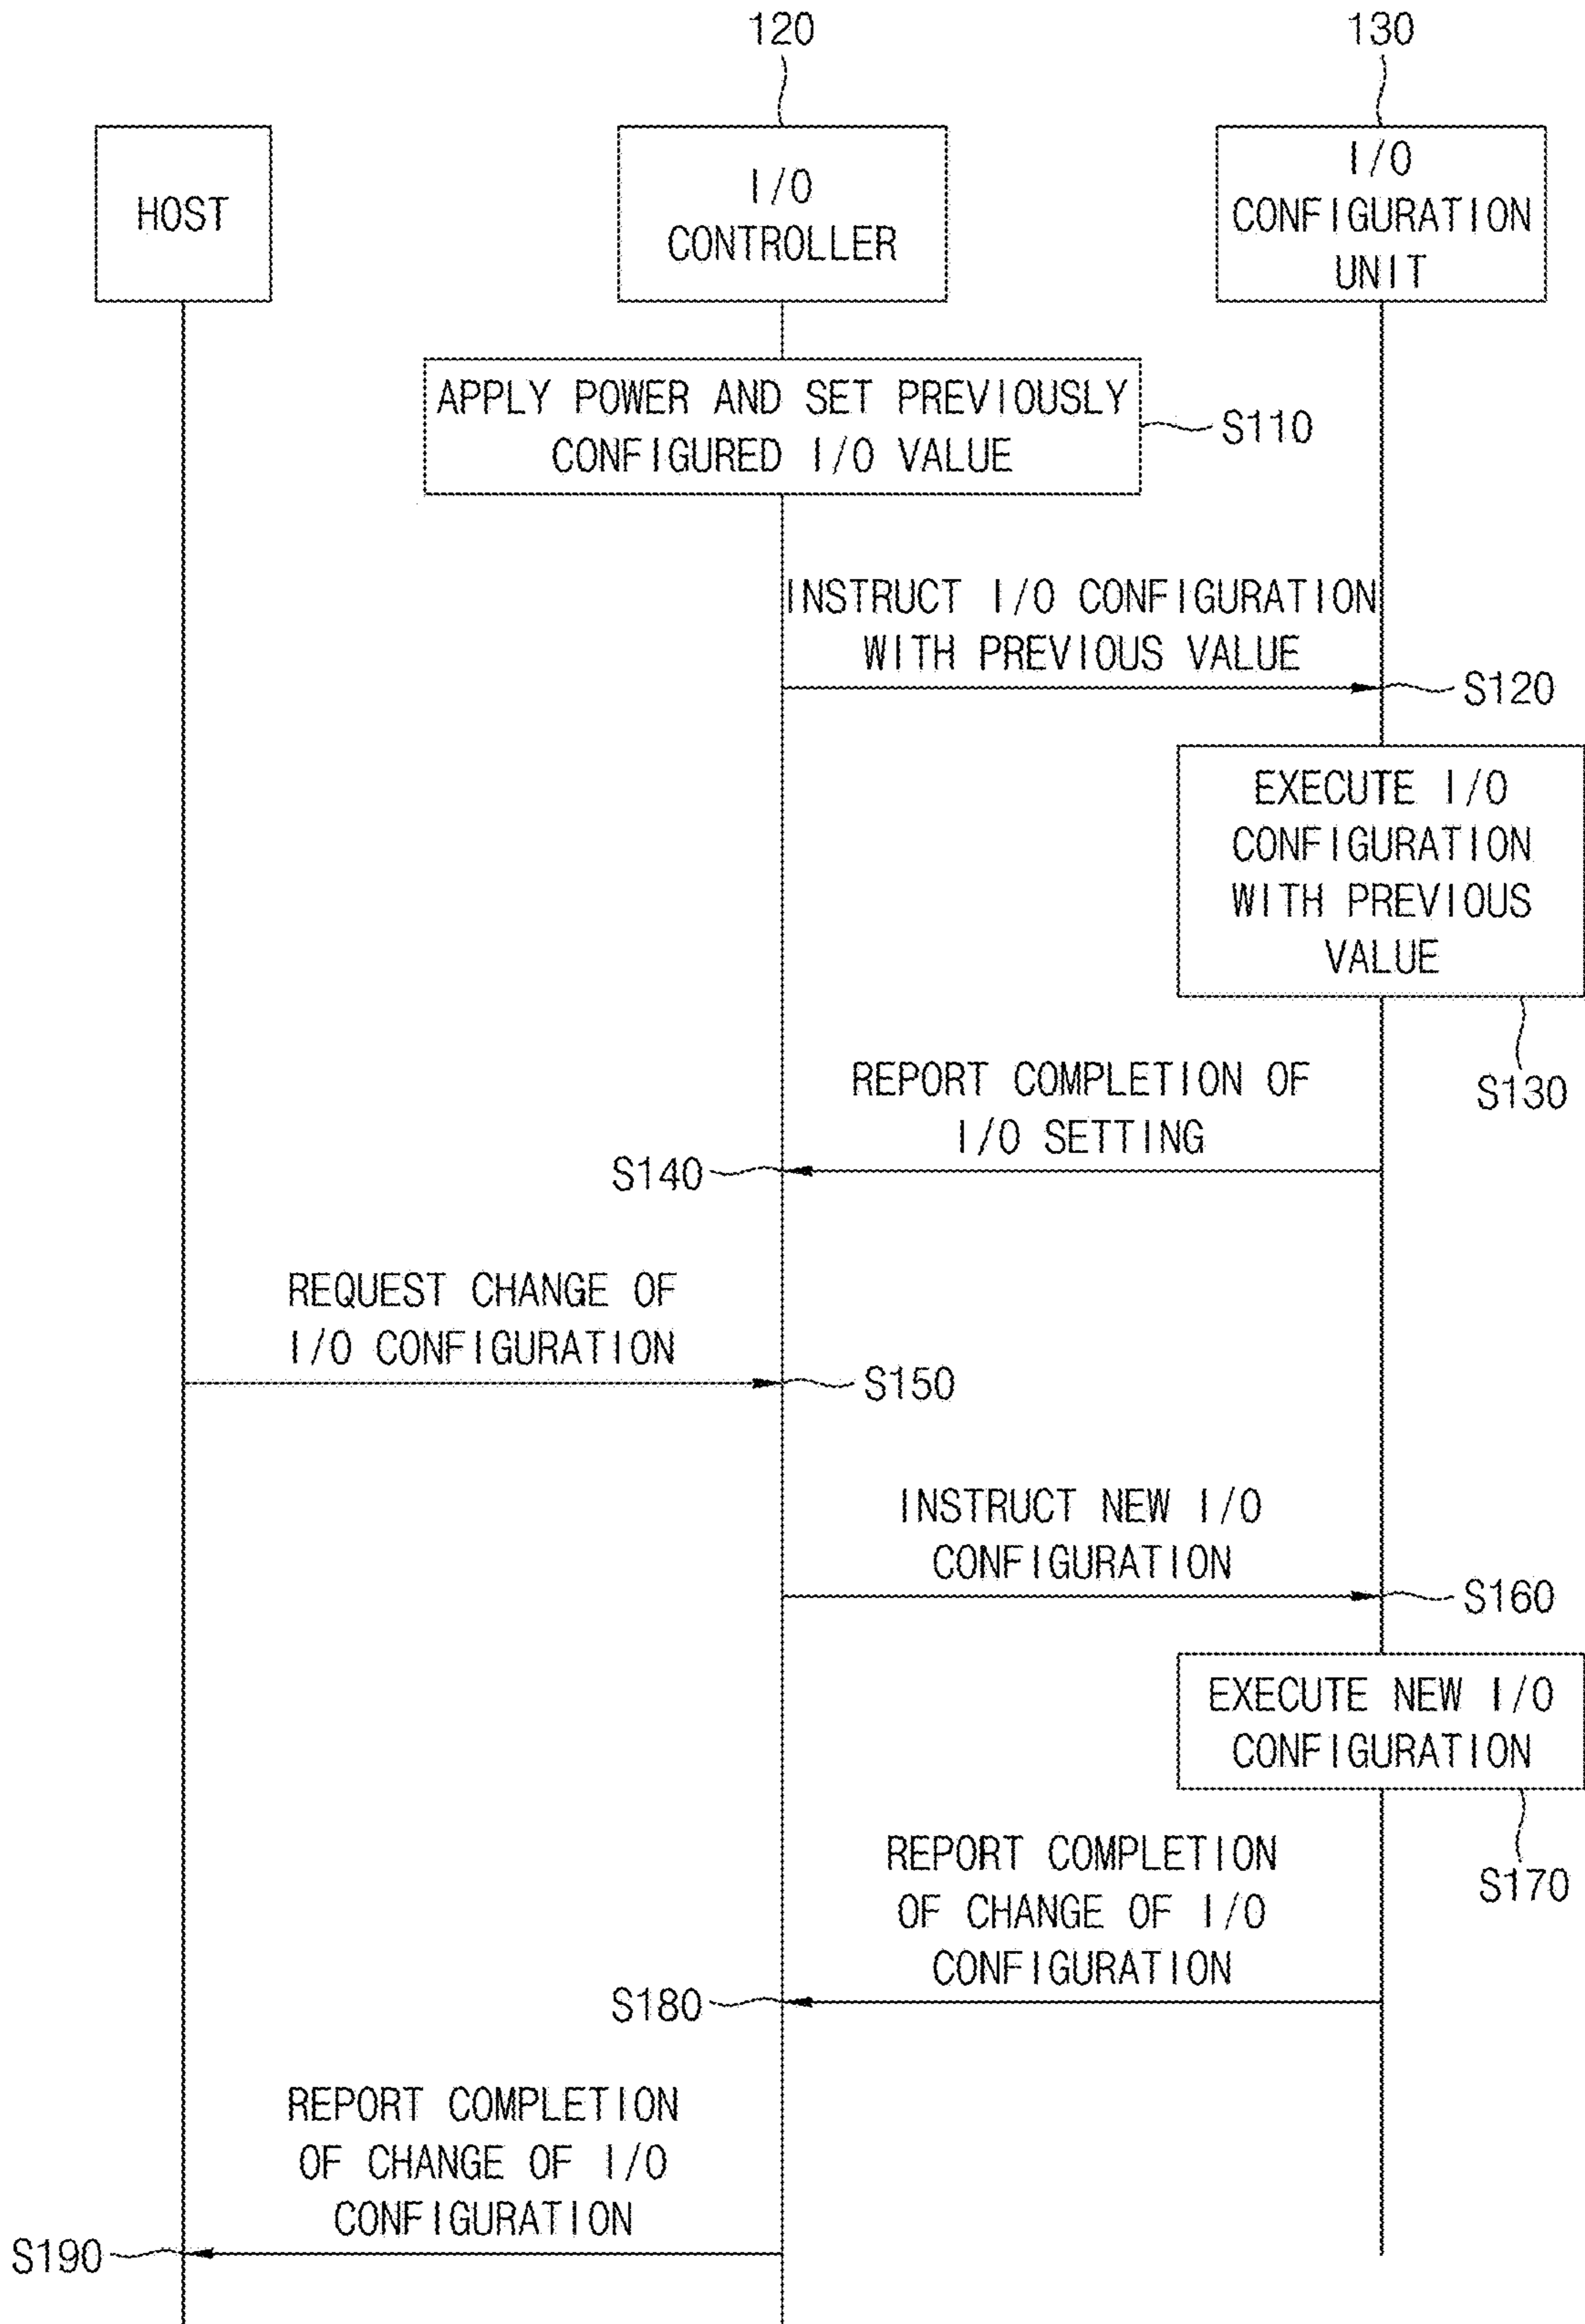 120
130
HOST
I/O
CONTROLLER
I/O
CONFIGURATION
UNIT
APPLY POWER AND SET PREVIOUSLY
CONFIGURED I/O VALUE
S110
INSTRUCT I/O CONFIGURATION
WITH PREVIOUS VALUE
S120
EXECUTE I/O
CONFIGURATION
WITH PREVIOUS
VALUE
S130
REPORT COMPLETION OF
I/O SETTING
S140
REQUEST CHANGE OF
I/O CONFIGURATION
S150
INSTRUCT NEW I/O
CONFIGURATION
S160
EXECUTE NEW I/O
CONFIGURATION
S170
REPORT COMPLETION
OF CHANGE OF I/O
CONFIGURATION
S180
REPORT COMPLETION
OF CHANGE OF I/O
CONFIGURATION
S190